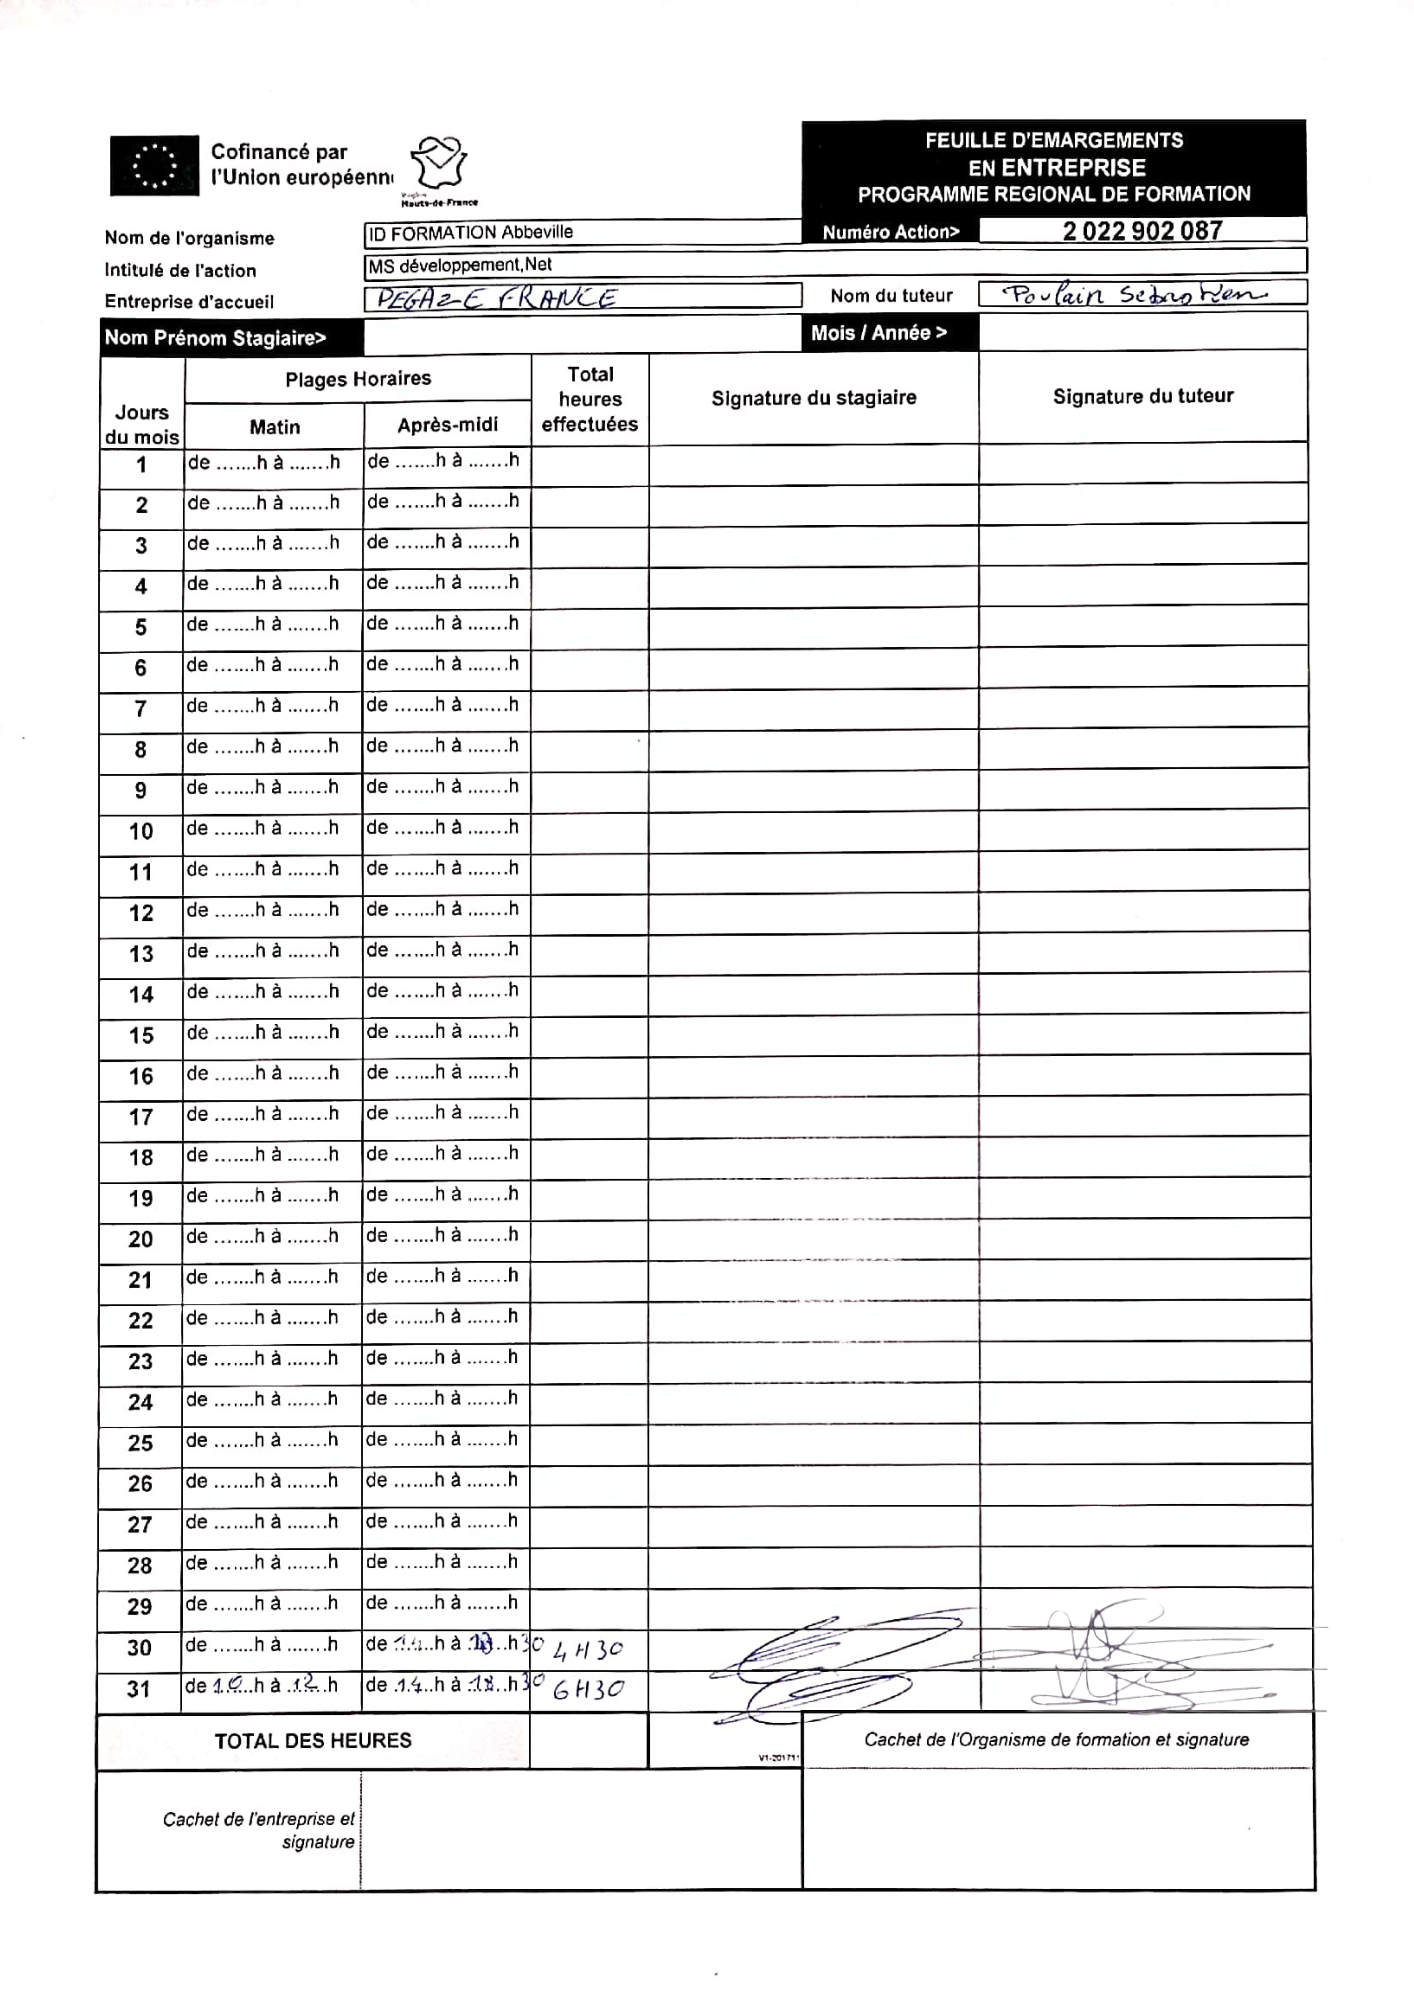 Cofinancé par
l'Union européenn
Hauts-de-France
FEUILLE D'EMARGEMENTS
EN ENTREPRISE
PROGRAMME REGIONAL DE FORMATION
Nom de l'organisme ID FORMATION Abbeville Numéro Action> 2 022 902 087
Intitulé de l'action MS développement,Net
Entreprise d'accueil PEGAZE FRANCE Nom du tuteur Poulain Sébastien
Nom Prénom Stagiaire> Mois / Année >
Jours du mois Plages Horaires Total heures effectuées Signature du stagiaire Signature du tuteur
Matin Après-midi
1 de .......h à .......h de .......h à .......h
2 de .......h à .......h de .......h à .......h
3 de .......h à .......h de .......h à .......h
4 de .......h à .......h de .......h à .......h
5 de .......h à .......h de .......h à .......h
6 de .......h à .......h de .......h à .......h
7 de .......h à .......h de .......h à .......h
8 de .......h à .......h de .......h à .......h
9 de .......h à .......h de .......h à .......h
10 de .......h à .......h de .......h à .......h
11 de .......h à .......h de .......h à .......h
12 de .......h à .......h de .......h à .......h
13 de .......h à .......h de .......h à .......h
14 de .......h à .......h de .......h à .......h
15 de .......h à .......h de .......h à .......h
16 de .......h à .......h de .......h à .......h
17 de .......h à .......h de .......h à .......h
18 de .......h à .......h de .......h à .......h
19 de .......h à .......h de .......h à .......h
20 de .......h à .......h de .......h à .......h
21 de .......h à .......h de .......h à .......h
22 de .......h à .......h de .......h à .......h
23 de .......h à .......h de .......h à .......h
24 de .......h à .......h de .......h à .......h
25 de .......h à .......h de .......h à .......h
26 de .......h à .......h de .......h à .......h
27 de .......h à .......h de .......h à .......h
28 de .......h à .......h de .......h à .......h
29 de .......h à .......h de .......h à .......h
30 de .......h à .......h de 14 h à 18 h 30 4H30
31 de 10 h à 12 h de 14 h à 18 h 30 6H30
TOTAL DES HEURES
V1-201711
Cachet de l'Organisme de formation et signature
Cachet de l'entreprise et
signature